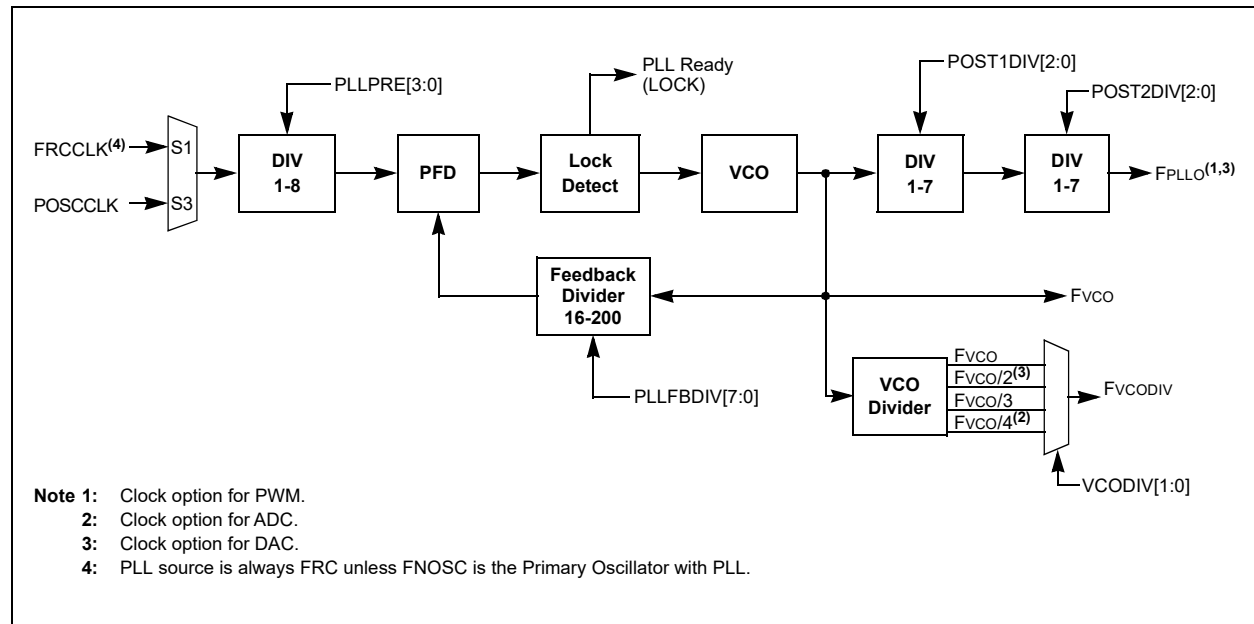 PLL Ready
(LOCK)
POST1DIV[2:0]
PLLPRE[3:0]
POST2DIV[2:0]
FRCCLK(4)
S1
DIV
1-8
PFD
Lock
Detect
VCO
DIV
1-7
DIV
1-7
FPLLO(1,3)
POSCCLK
S3
Feedback
Divider
16-200
FVCO
PLLFBDIV[7:0]
VCO
Divider
FVCO
FVCO/2(3)
FVCO/3
FVCO/4(2)
FVCODIV
VCODIV[1:0]
Note 1: Clock option for PWM.
2: Clock option for ADC.
3: Clock option for DAC.
4: PLL source is always FRC unless FNOSC is the Primary Oscillator with PLL.